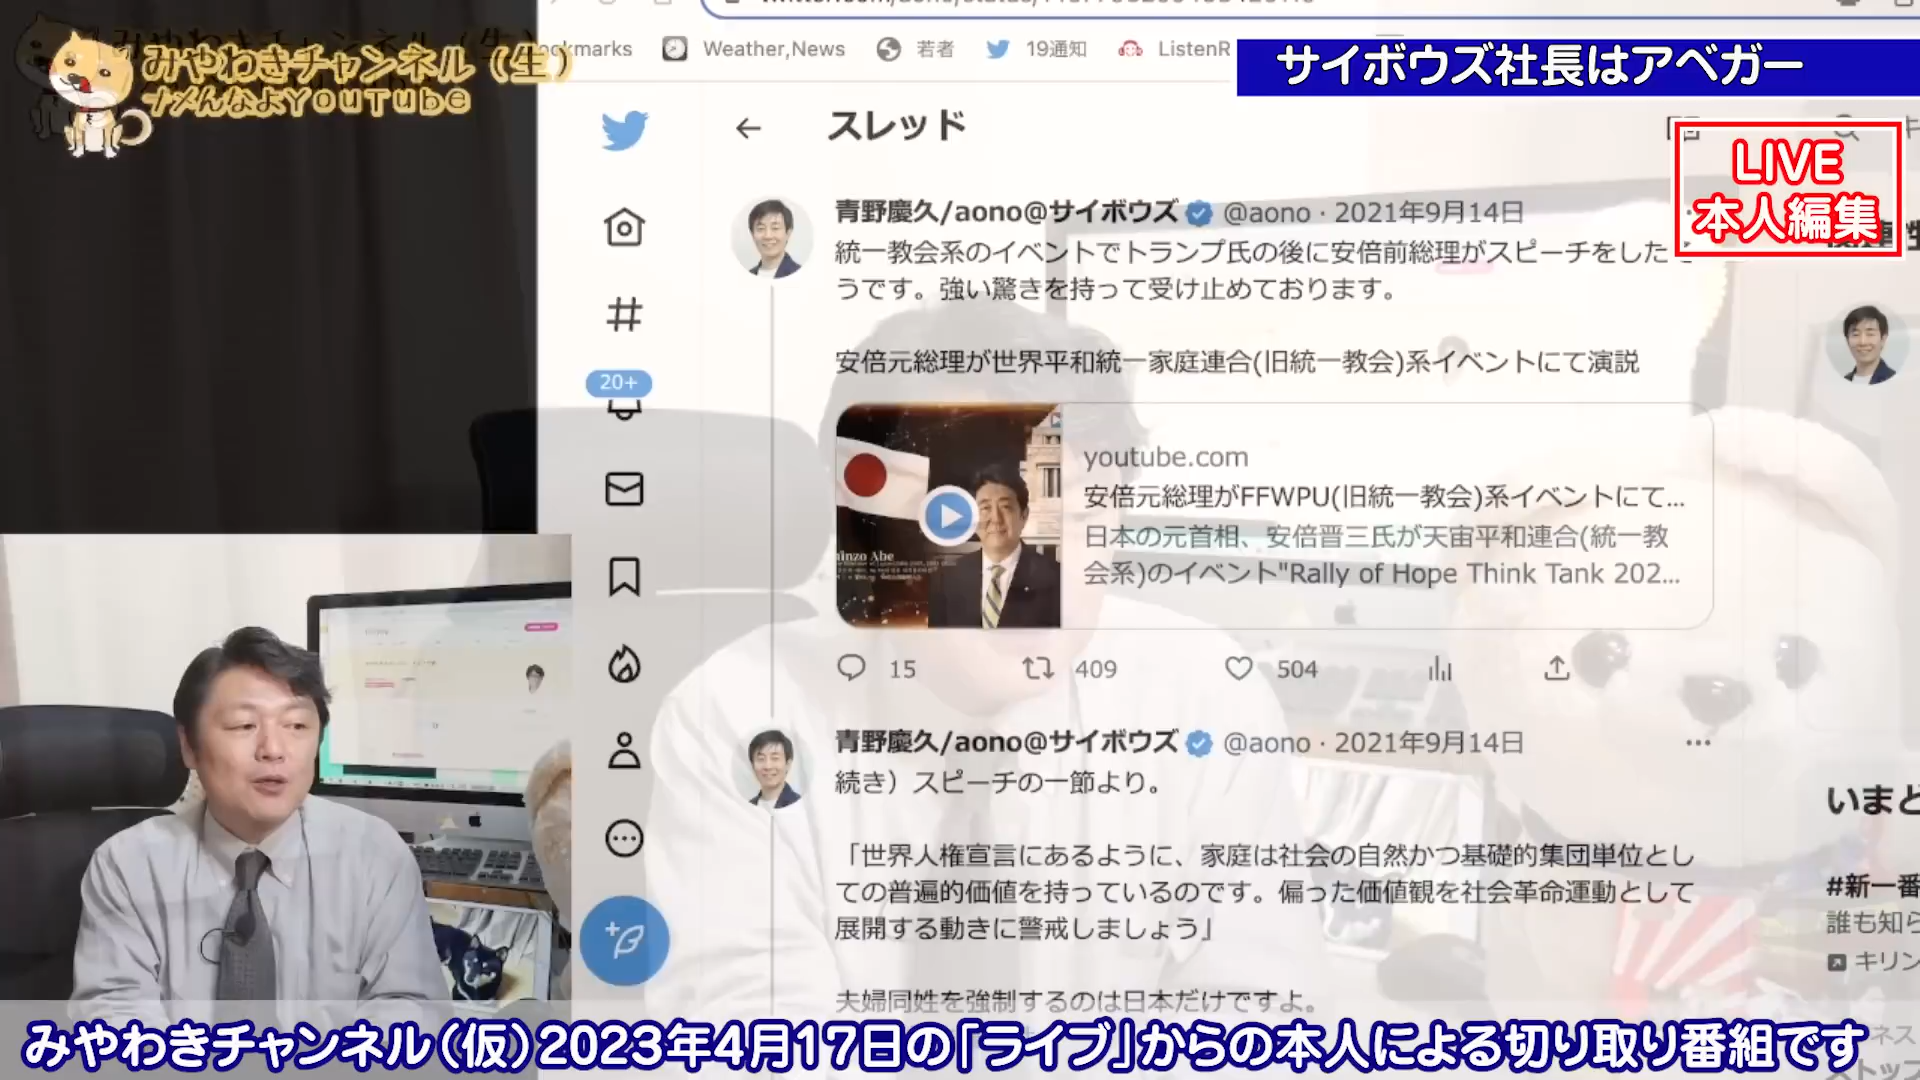 みやわきチャンネル（生）
ナメんなよYouTube
Bookmarks
Weather,News
若者
19通知
ListenR
サイボウズ社長はアベガー
LIVE
本人編集
スレッド
青野慶久/aono@サイボウズ @aono · 2021年9月14日
統一教会系のイベントでトランプ氏の後に安倍前総理がスピーチをしたそ
うです。強い驚きを持って受け止めております。
安倍元総理が世界平和統一家庭連合(旧統一教会)系イベントにて演説
20+
youtube.com
安倍元総理がFFWPU(旧統一教会)系イベントにて...
日本の元首相、安倍晋三氏が天宙平和連合(統一教
会系)のイベント"Rally of Hope Think Tank 202...
inzo Abe
15
409
504
青野慶久/aono@サイボウズ @aono · 2021年9月14日
続き）スピーチの一節より。
「世界人権宣言にあるように、家庭は社会の自然かつ基礎的集団単位とし
ての普遍的価値を持っているのです。偏った価値観を社会革命運動として
展開する動きに警戒しましょう」
夫婦同姓を強制するのは日本だけですよ。
いまど
#新一番
誰も知ら
キリン
みやわきチャンネル（仮）2023年4月17日の「ライブ」からの本人による切り取り番組です